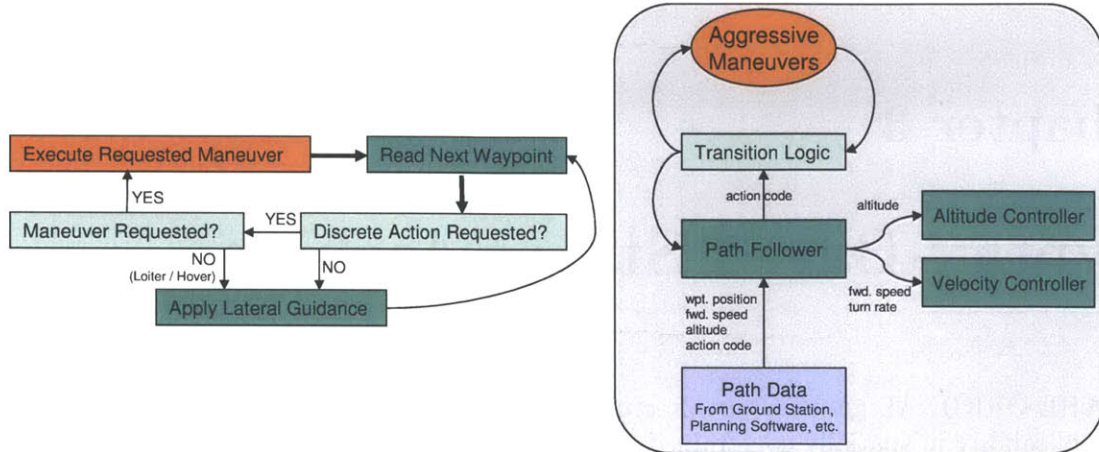 Execute Requested Maneuver
Read Next Waypoint
YES
Maneuver Requested?
YES
Discrete Action Requested?
NO
(Loiter / Hover)
NO
Apply Lateral Guidance
Aggressive
Maneuvers
Transition Logic
action code
Path Follower
altitude
Altitude Controller
fwd. speed
turn rate
Velocity Controller
wpt. position
fwd. speed
altitude
action code
Path Data
From Ground Station,
Planning Software, etc.